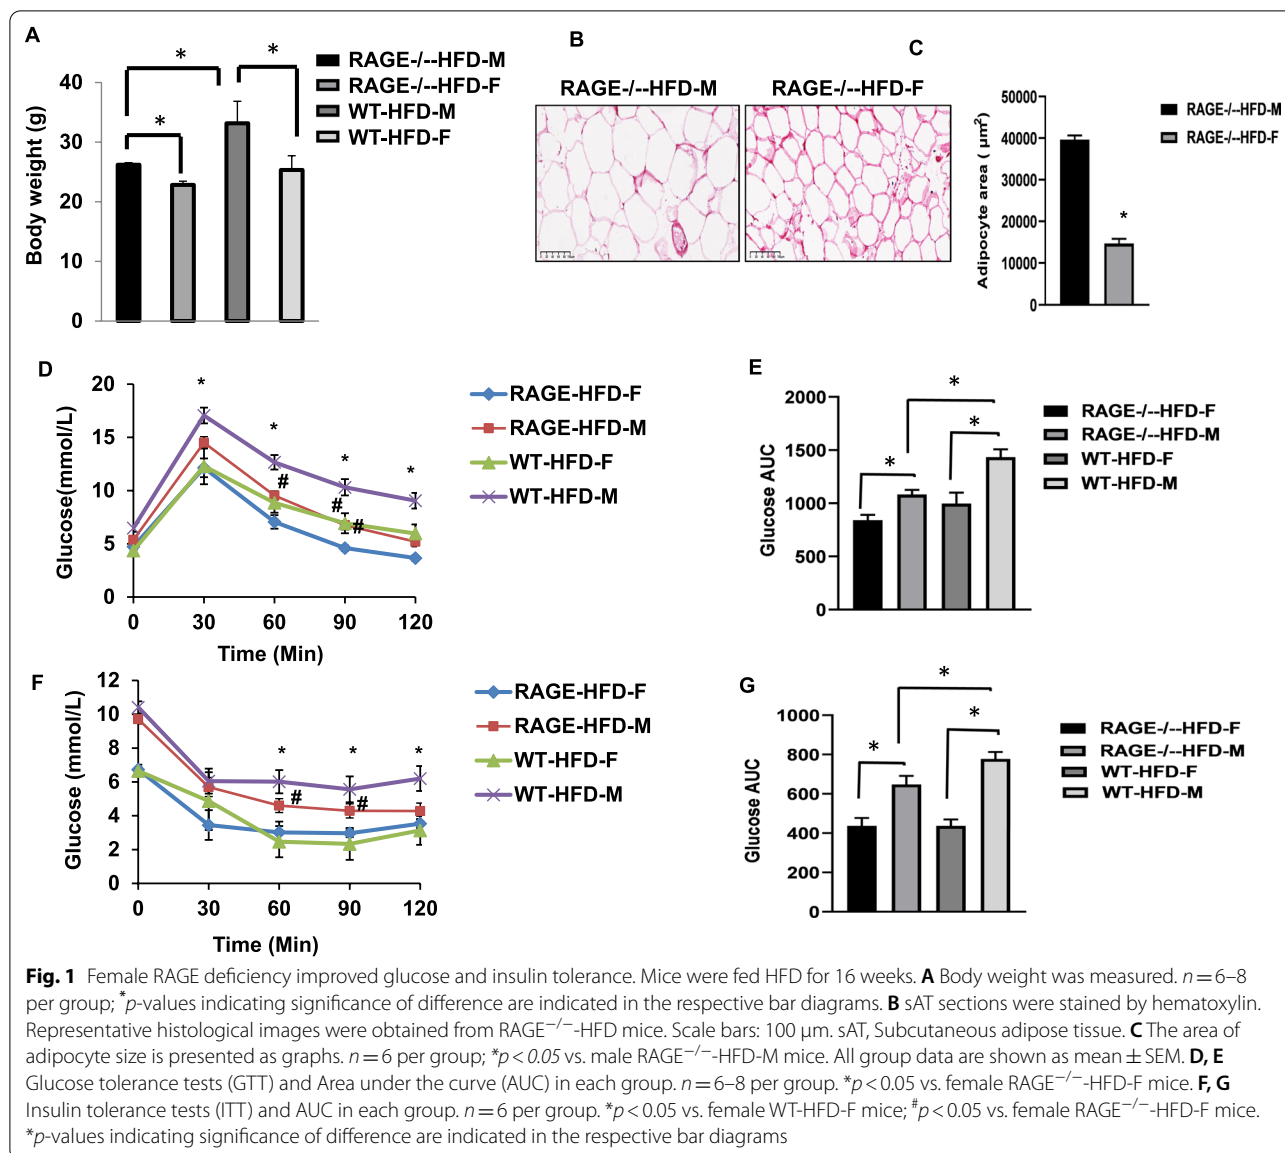 A
*
*
*
Body weight (g)
40
30
20
10
0
RAGE-/--HFD-M
RAGE-/--HFD-F
WT-HFD-M
WT-HFD-F
B
RAGE-/--HFD-M
RAGE-/--HFD-F
C
Adipocyte area ( µm²)
50000
40000
30000
20000
10000
0
*
RAGE-/--HFD-M
RAGE-/--HFD-F
D
Glucose(mmol/L)
20
15
10
5
0
* * * *
# # #
0 30 60 90 120
Time (Min)
RAGE-HFD-F
RAGE-HFD-M
WT-HFD-F
WT-HFD-M
E
Glucose AUC
2000
1500
1000
500
0
*
*
*
RAGE-/--HFD-F
RAGE-/--HFD-M
WT-HFD-F
WT-HFD-M
F
Glucose (mmol/L)
12
10
8
6
4
2
0
* * *
# #
0 30 60 90 120
Time (Min)
RAGE-HFD-F
RAGE-HFD-M
WT-HFD-F
WT-HFD-M
G
Glucose AUC
1000
800
600
400
200
0
*
*
*
RAGE-/--HFD-F
RAGE-/--HFD-M
WT-HFD-F
WT-HFD-M
Fig. 1 Female RAGE deficiency improved glucose and insulin tolerance. Mice were fed HFD for 16 weeks. A Body weight was measured. n = 6–8
per group; *p-values indicating significance of difference are indicated in the respective bar diagrams. B sAT sections were stained by hematoxylin.
Representative histological images were obtained from RAGE−/−-HFD mice. Scale bars: 100 µm. sAT, Subcutaneous adipose tissue. C The area of
adipocyte size is presented as graphs. n = 6 per group; *p < 0.05 vs. male RAGE−/−-HFD-M mice. All group data are shown as mean ± SEM. D, E
Glucose tolerance tests (GTT) and Area under the curve (AUC) in each group. n = 6–8 per group. *p < 0.05 vs. female RAGE−/−-HFD-F mice. F, G
Insulin tolerance tests (ITT) and AUC in each group. n = 6 per group. *p < 0.05 vs. female WT-HFD-F mice; #p < 0.05 vs. female RAGE−/−-HFD-F mice.
*p-values indicating significance of difference are indicated in the respective bar diagrams